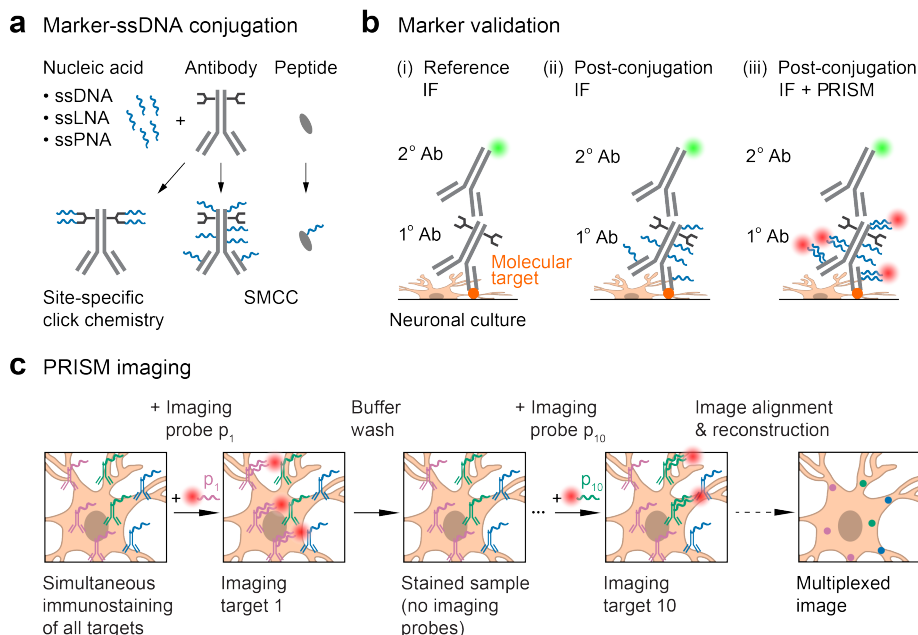 a Marker-ssDNA conjugation
Nucleic acid
• ssDNA
• ssLNA
• ssPNA
+
Antibody
Peptide
Site-specific
click chemistry
SMCC
b Marker validation
(i) Reference
IF
2° Ab
1° Ab
Molecular
target
Neuronal culture
(ii) Post-conjugation
IF
2° Ab
1° Ab
(iii) Post-conjugation
IF + PRISM
2° Ab
1° Ab
c PRISM imaging
+ Imaging
probe p₁
Buffer
wash
+ Imaging
probe p₁₀
Image alignment
& reconstruction
+ p₁
...
+ p₁₀
Simultaneous
immunostaining
of all targets
Imaging
target 1
Stained sample
(no imaging
probes)
Imaging
target 10
Multiplexed
image